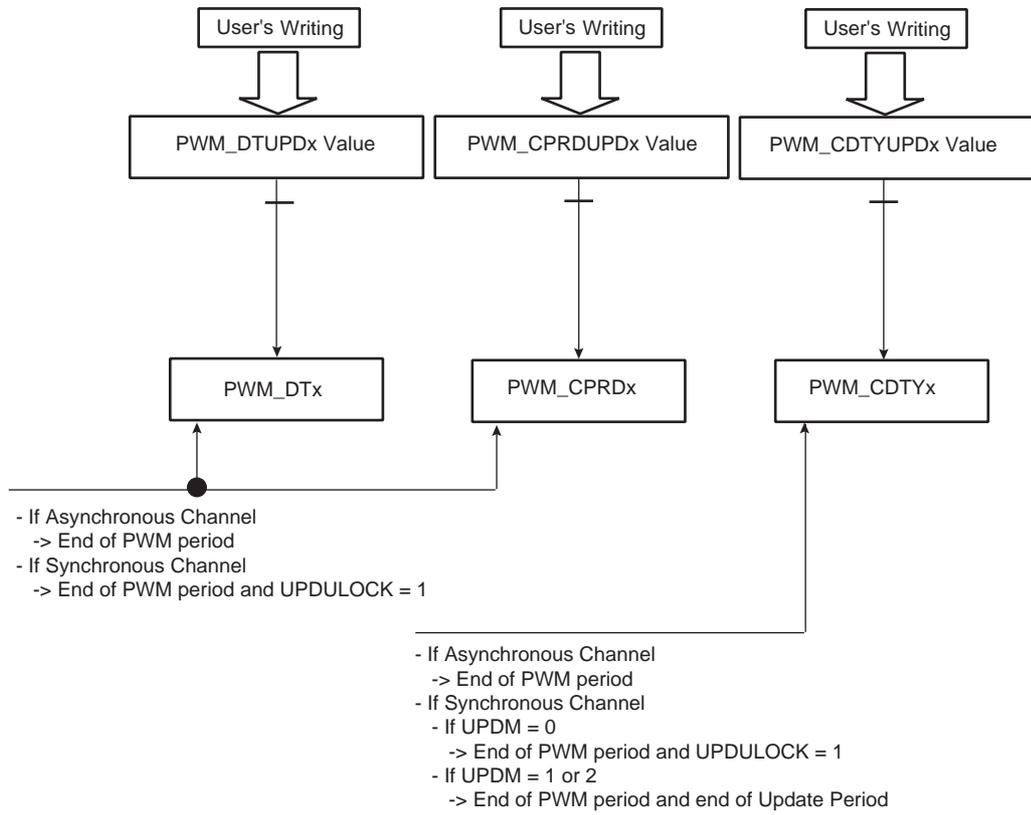 User's Writing
User's Writing
User's Writing
PWM_DTUPDx Value
PWM_CPRDUPDx Value
PWM_CDTYUPDx Value
PWM_DTx
PWM_CPRDx
PWM_CDTYx
- If Asynchronous Channel
-> End of PWM period
- If Synchronous Channel
-> End of PWM period and UPDULOCK = 1
- If Asynchronous Channel
-> End of PWM period
- If Synchronous Channel
- If UPDM = 0
-> End of PWM period and UPDULOCK = 1
- If UPDM = 1 or 2
-> End of PWM period and end of Update Period